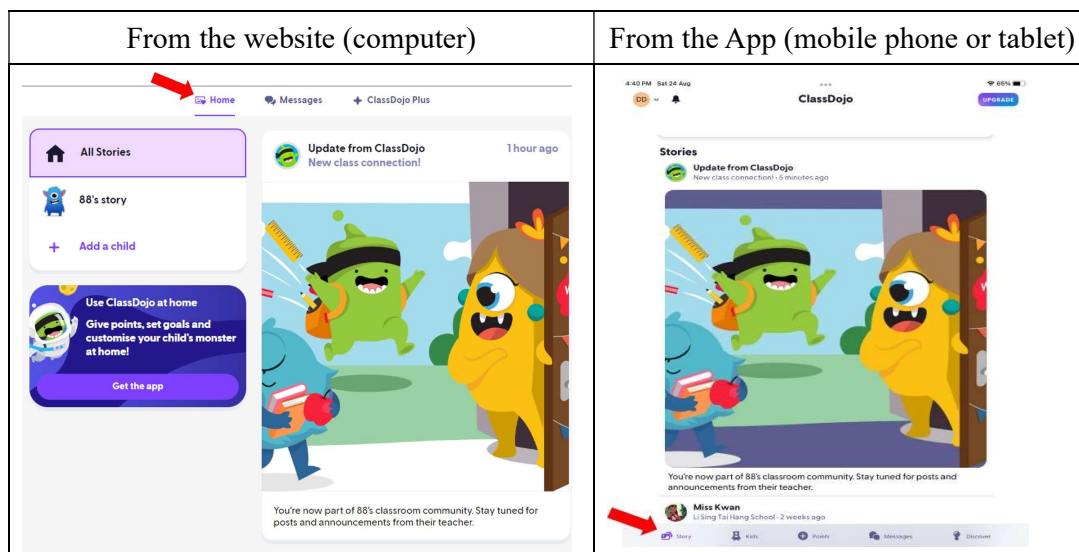 From the website (computer)
From the App (mobile phone or tablet)
Home
Messages
ClassDojo Plus
All Stories
88's story
+ Add a child
Use ClassDojo at home
Give points, set goals and
customise your child's monster
at home!
Get the app
Update from ClassDojo
1 hour ago
New class connection!
You're now part of 88's classroom community. Stay tuned for
posts and announcements from their teacher.
4:40 PM Sat 24 Aug
65%
DD
ClassDojo
UPGRADE
Stories
Update from ClassDojo
New class connection! · 5 minutes ago
You're now part of 88's classroom community. Stay tuned for posts and
announcements from their teacher.
Miss Kwan
Li Sing Tai Hang School · 2 weeks ago
Story
Kids
Points
Messages
Discover